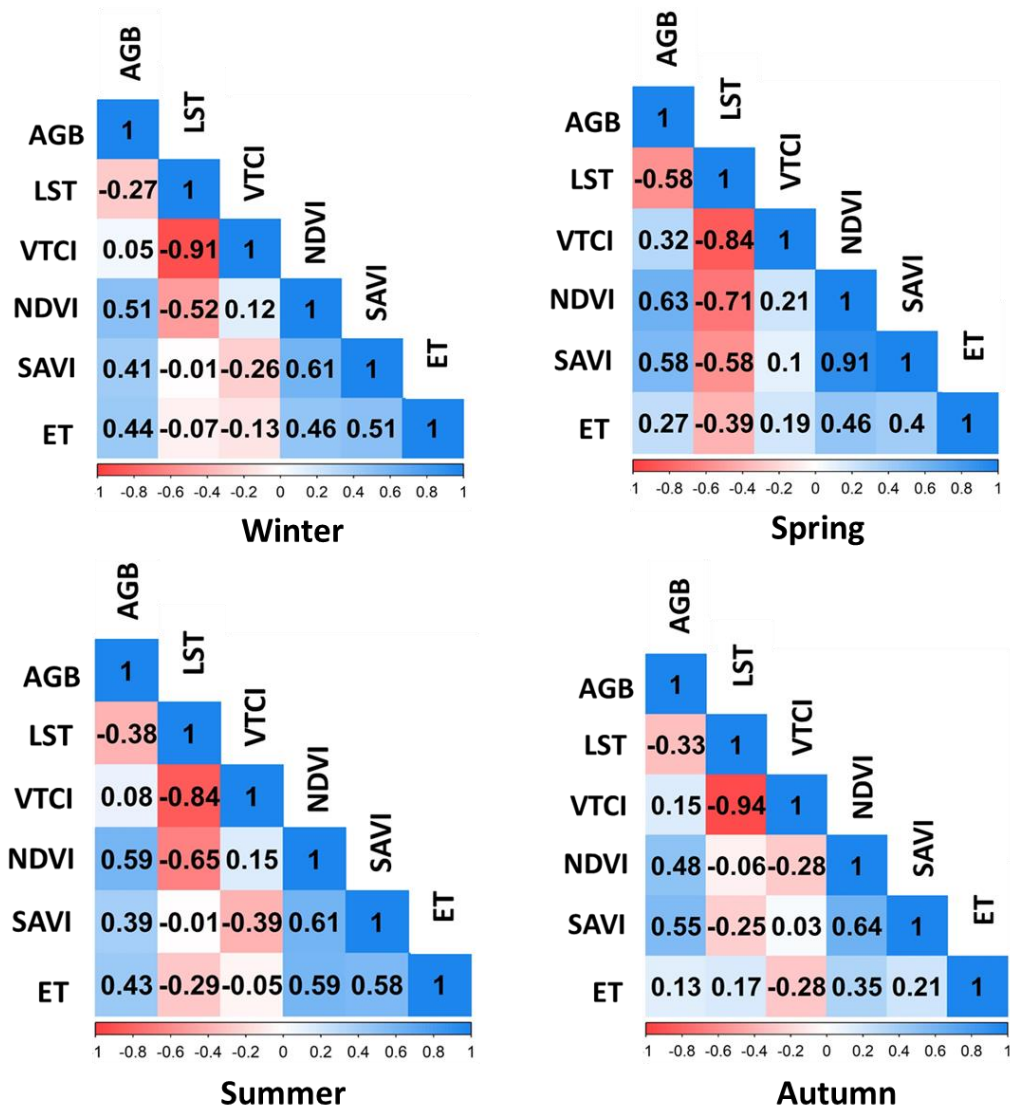 AGB
LST
VTCI
NDVI
SAVI
ET
AGB 1
LST -0.27 1
VTCI 0.05 -0.91 1
NDVI 0.51 -0.52 0.12 1
SAVI 0.41 -0.01 -0.26 0.61 1
ET 0.44 -0.07 -0.13 0.46 0.51 1
1 -0.8 -0.6 -0.4 -0.2 0 0.2 0.4 0.6 0.8 1
Winter
AGB
LST
VTCI
NDVI
SAVI
ET
AGB 1
LST -0.58 1
VTCI 0.32 -0.84 1
NDVI 0.63 -0.71 0.21 1
SAVI 0.58 -0.58 0.1 0.91 1
ET 0.27 -0.39 0.19 0.46 0.4 1
1 -0.8 -0.6 -0.4 -0.2 0 0.2 0.4 0.6 0.8 1
Spring
AGB
LST
VTCI
NDVI
SAVI
ET
AGB 1
LST -0.38 1
VTCI 0.08 -0.84 1
NDVI 0.59 -0.65 0.15 1
SAVI 0.39 -0.01 -0.39 0.61 1
ET 0.43 -0.29 -0.05 0.59 0.58 1
1 -0.8 -0.6 -0.4 -0.2 0 0.2 0.4 0.6 0.8 1
Summer
AGB
LST
VTCI
NDVI
SAVI
ET
AGB 1
LST -0.33 1
VTCI 0.15 -0.94 1
NDVI 0.48 -0.06 -0.28 1
SAVI 0.55 -0.25 0.03 0.64 1
ET 0.13 0.17 -0.28 0.35 0.21 1
-1 -0.8 -0.6 -0.4 -0.2 0 0.2 0.4 0.6 0.8 1
Autumn